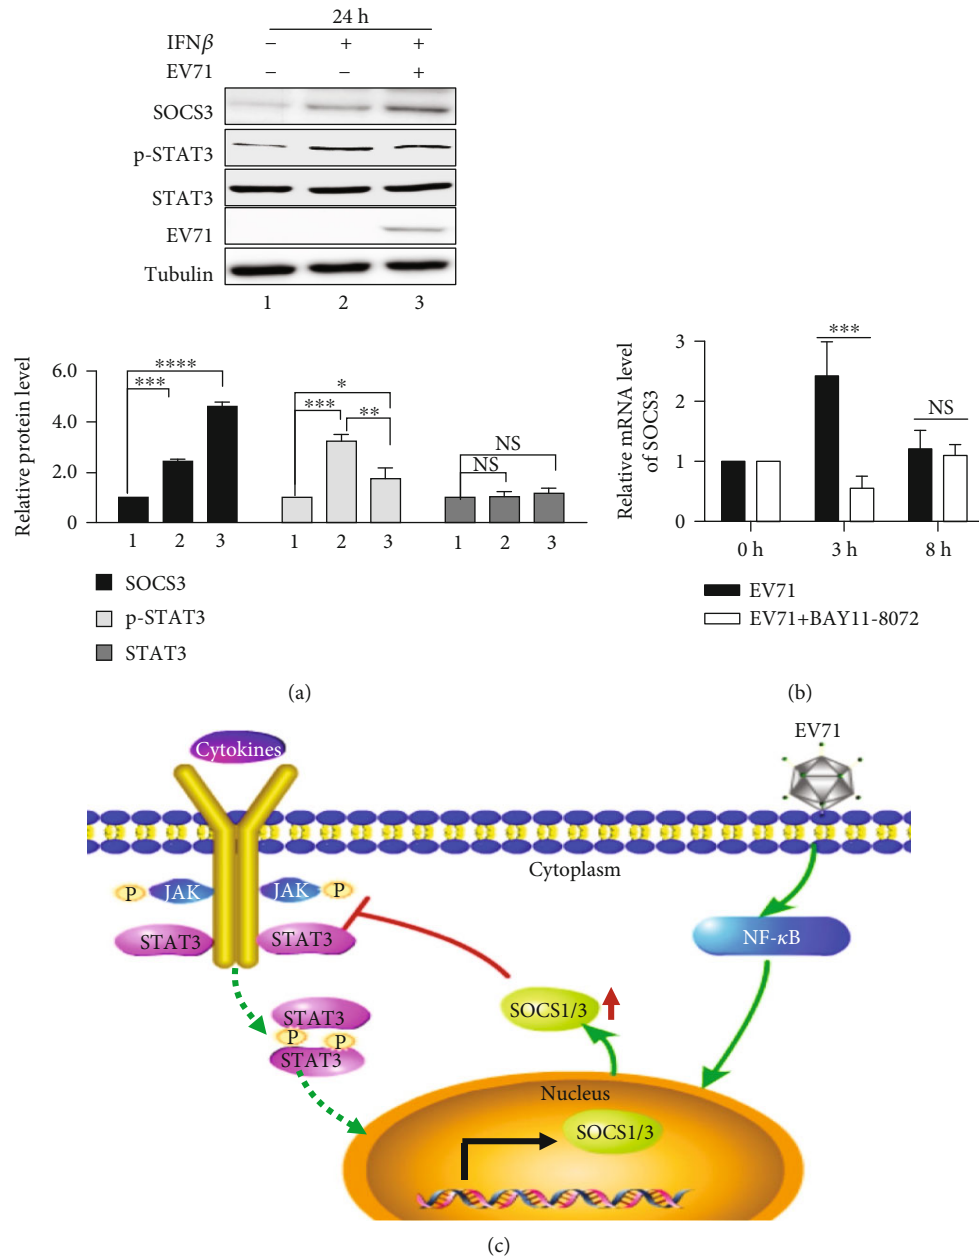 24 h
IFNβ – + +
EV71 – – +
SOCS3
p-STAT3
STAT3
EV71
Tubulin
1 2 3
Relative protein level
6.0
4.0
2.0
0
****
***
*
***
**
NS
NS
1 2 3 1 2 3 1 2 3
SOCS3
p-STAT3
STAT3
(a)
Relative mRNA level
of SOCS3
3
2
1
0
***
NS
0 h 3 h 8 h
EV71
EV71+BAY11-8072
(b)
Cytokines
EV71
Cytoplasm
P JAK JAK P
STAT3 STAT3
NF-κB
SOCS1/3
STAT3
P P
STAT3
Nucleus
SOCS1/3
(c)